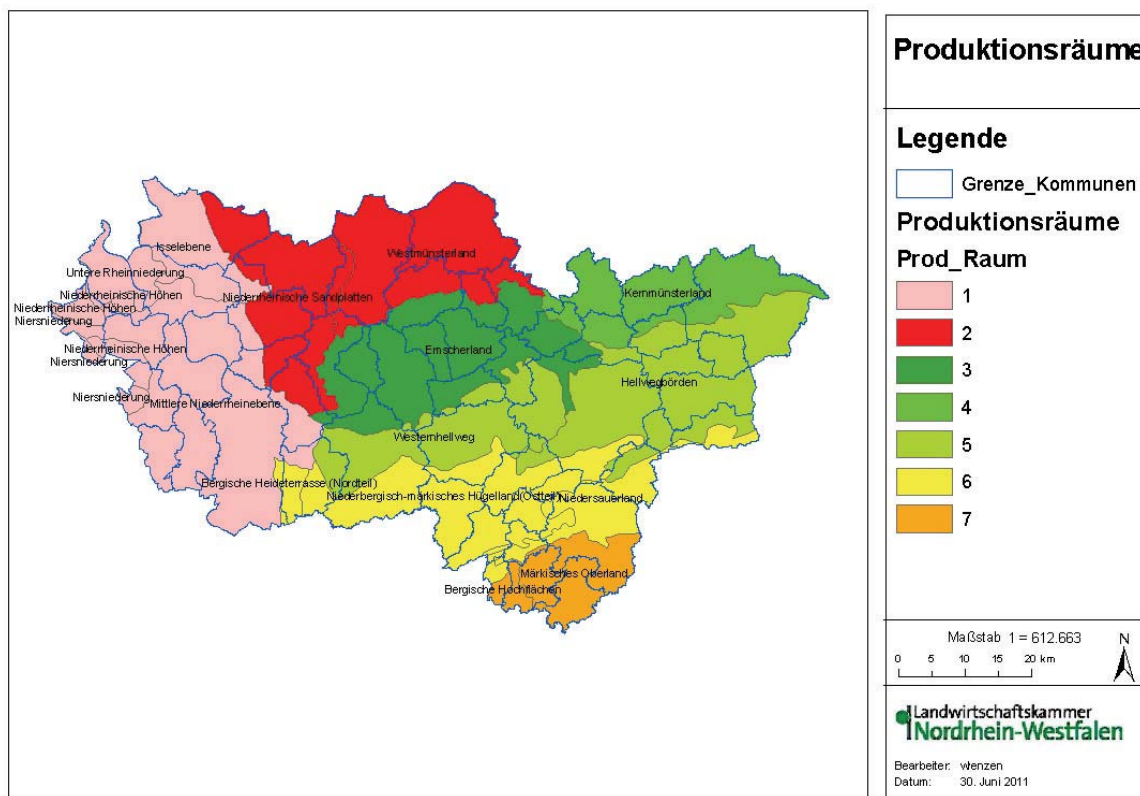 Isselebene
Westmünsterland
Untere Rheinniederung
Niederrheinische Höhen
Niederrheinische Sandplatten
Kernmünsterland
Niederrheinische Höhen
Niersniederung
Niederrheinische Höhen
Emscherland
Niersniederung
Hellwegbörden
Niersniederung
Mittlere Niederrheinebene
Westernhellweg
Bergische Heideterrasse (Nordteil)
Niederbergisch-märkisches Hügelland(Ostteil)
Niedersauerland
Märkisches Oberland
Bergische Hochflächen
Produktionsräume
Legende
Grenze_Kommunen
Produktionsräume
Prod_Raum
1
2
3
4
5
6
7
Maßstab 1 = 612.663
N
0 5 10 15 20 km
Landwirtschaftskammer
Nordrhein-Westfalen
Bearbeiter: wenzen
Datum: 30. Juni 2011